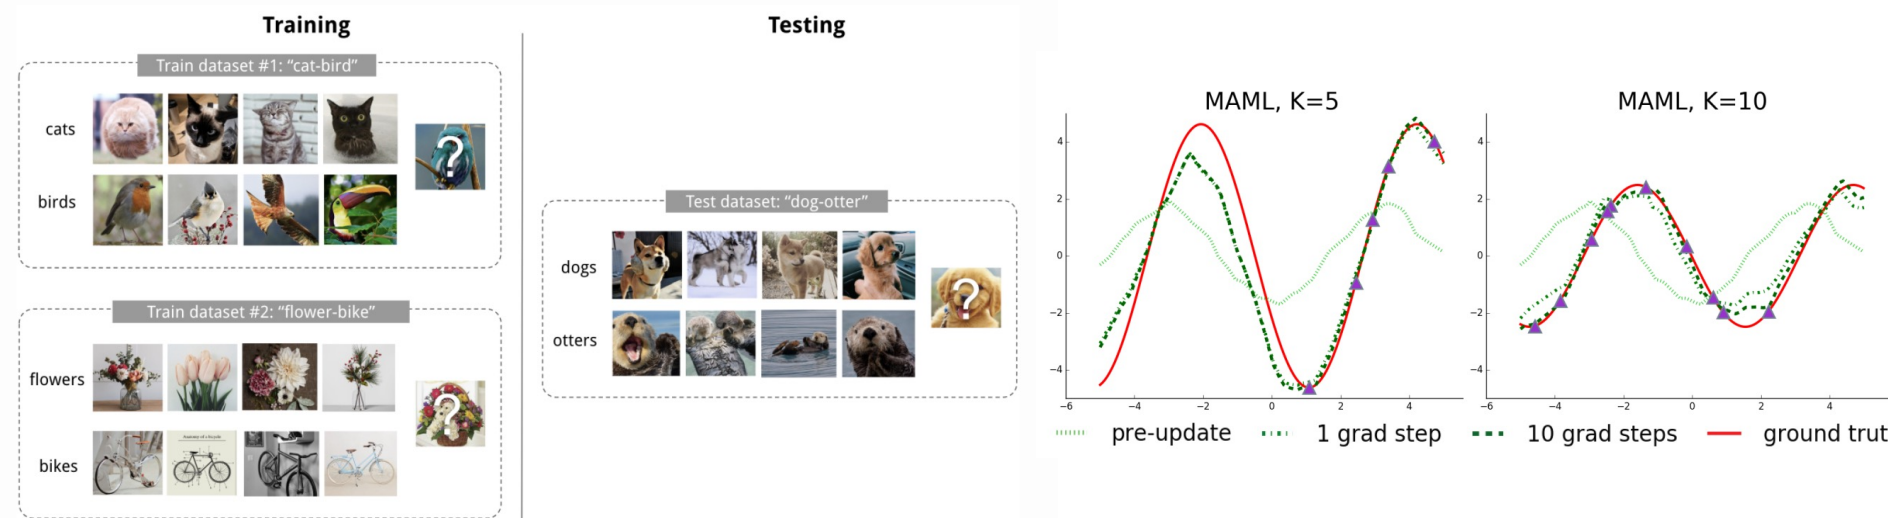 Training
Testing
Train dataset #1: “cat-bird”
cats
?
birds
Train dataset #2: “flower-bike”
flowers
?
bikes
Test dataset: “dog-otter”
dogs
?
otters
MAML, K=5
4
2
0
−2
−4
−6 −4 −2 0 2 4
MAML, K=10
4
2
0
−2
−4
−6 −4 −2 0 2 4
pre-update 1 grad step 10 grad steps ground trut